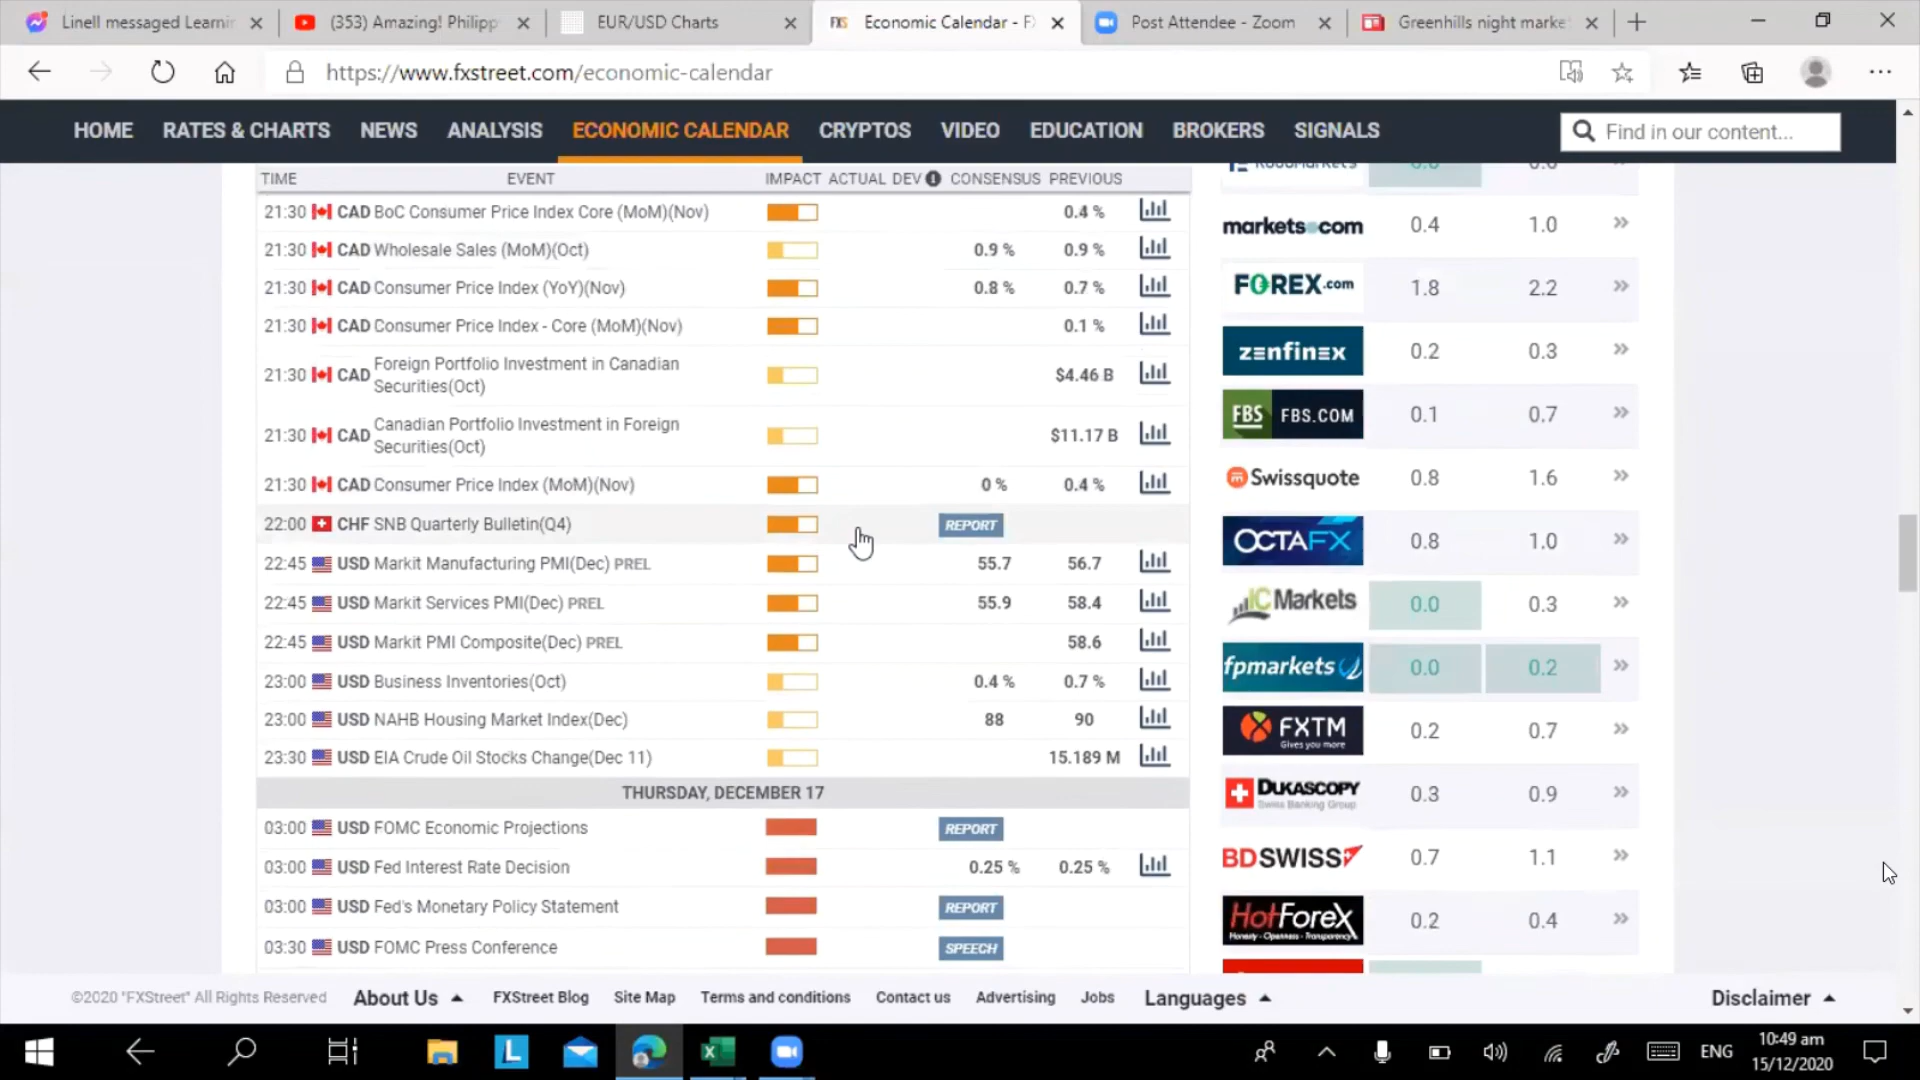 Linell messaged Learnin
(353) Amazing! Philipp
EUR/USD Charts
FXS Economic Calendar - FX
Post Attendee - Zoom
Greenhills night marke
https://www.fxstreet.com/economic-calendar
HOME RATES & CHARTS NEWS ANALYSIS ECONOMIC CALENDAR CRYPTOS VIDEO EDUCATION BROKERS SIGNALS Find in our content...
TIME EVENT IMPACT ACTUAL DEV CONSENSUS PREVIOUS
21:30 CAD BoC Consumer Price Index Core (MoM)(Nov) 0.4 %
21:30 CAD Wholesale Sales (MoM)(Oct) 0.9 % 0.9 %
21:30 CAD Consumer Price Index (YoY)(Nov) 0.8 % 0.7 %
21:30 CAD Consumer Price Index - Core (MoM)(Nov) 0.1 %
21:30 CAD Foreign Portfolio Investment in Canadian
Securities(Oct) $4.46 B
21:30 CAD Canadian Portfolio Investment in Foreign
Securities(Oct) $11.17 B
21:30 CAD Consumer Price Index (MoM)(Nov) 0 % 0.4 %
22:00 CHF SNB Quarterly Bulletin(Q4) REPORT
22:45 USD Markit Manufacturing PMI(Dec) PREL 55.7 56.7
22:45 USD Markit Services PMI(Dec) PREL 55.9 58.4
22:45 USD Markit PMI Composite(Dec) PREL 58.6
23:00 USD Business Inventories(Oct) 0.4 % 0.7 %
23:00 USD NAHB Housing Market Index(Dec) 88 90
23:30 USD EIA Crude Oil Stocks Change(Dec 11) 15.189 M
THURSDAY, DECEMBER 17
03:00 USD FOMC Economic Projections REPORT
03:00 USD Fed Interest Rate Decision 0.25 % 0.25 %
03:00 USD Fed's Monetary Policy Statement REPORT
03:30 USD FOMC Press Conference SPEECH
markets.com 0.4 1.0
FOREX.com 1.8 2.2
zenfinex 0.2 0.3
FBS FBS.COM 0.1 0.7
Swissquote 0.8 1.6
OCTAFX 0.8 1.0
IC Markets 0.0 0.3
fpmarkets 0.0 0.2
FXTM Gives you more 0.2 0.7
DUKASCOPY Swiss Banking Group 0.3 0.9
BDSWISS 0.7 1.1
HotForex Honesty - Openness - Transparency 0.2 0.4
©2020 "FXStreet" All Rights Reserved About Us FXStreet Blog Site Map Terms and conditions Contact us Advertising Jobs Languages Disclaimer
ENG
10:49 am
15/12/2020